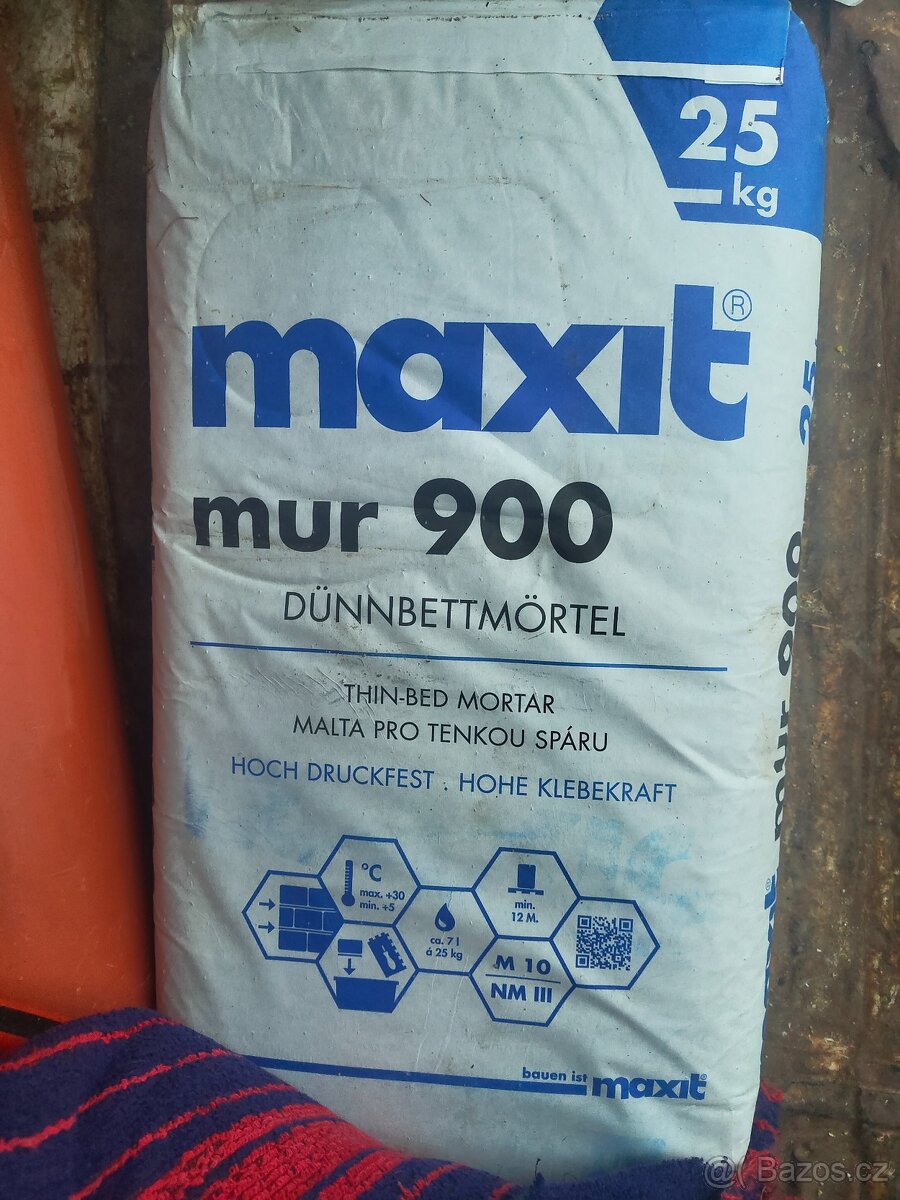 25
kg
maxit®
mur 900
DÜNNBETTMÖRTEL
THIN-BED MORTAR
MALTA PRO TENKOU SPÁRU
HOCH DRUCKFEST . HOHE KLEBEKRAFT
°C
max. +30
min. +5
ca. 7 l
á 25 kg
min.
12 M.
M 10
NM III
bauen ist maxit®
25
mur 900
maxit®
@ Bazos.cz